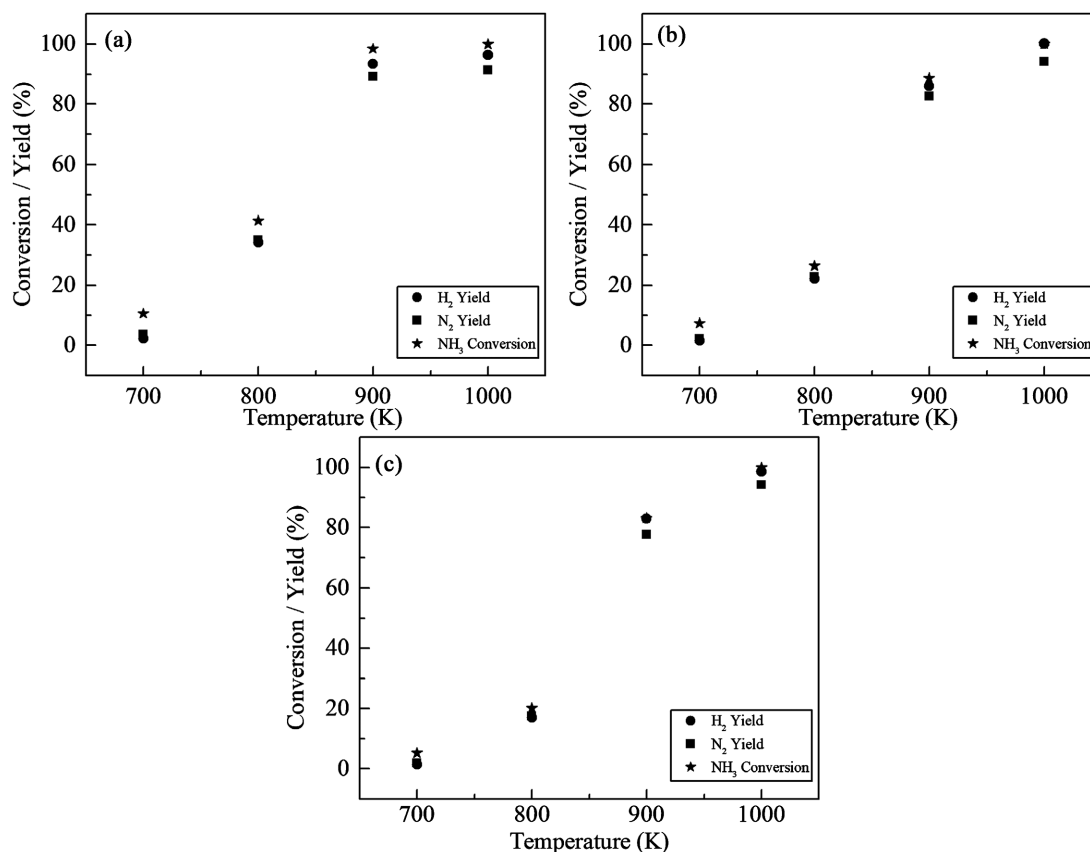 (a)
100
80
60
40
20
0
Conversion / Yield (%)
H₂ Yield
N₂ Yield
NH₃ Conversion
700 800 900 1000
Temperature (K)
(b)
100
80
60
40
20
0
Conversion / Yield (%)
H₂ Yield
N₂ Yield
NH₃ Conversion
700 800 900 1000
Temperature (K)
(c)
100
80
60
40
20
0
Conversion / Yield (%)
H₂ Yield
N₂ Yield
NH₃ Conversion
700 800 900 1000
Temperature (K)